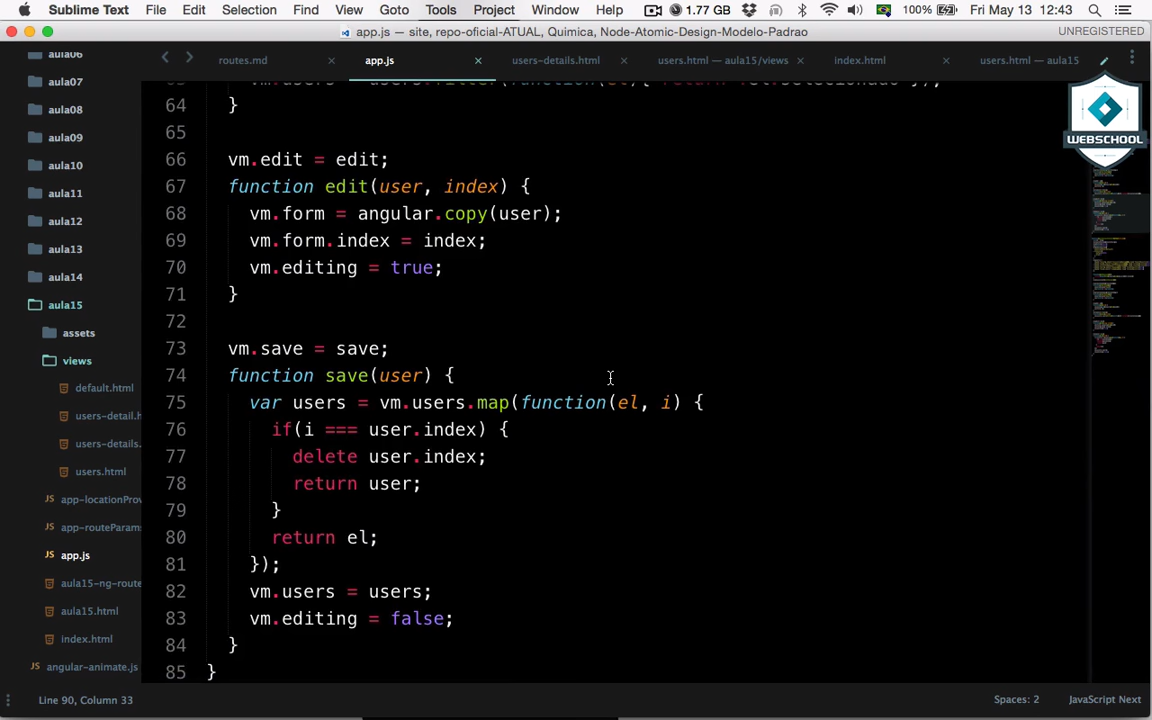 Sublime Text File Edit Selection Find View Goto Tools Project Window Help 1.77 GB 100% Fri May 13 12:43
app.js — site, repo-oficial-ATUAL, Quimica, Node-Atomic-Design-Modelo-Padrao UNREGISTERED
routes.md app.js users-details.html users.html — aula15/views index.html users.html — aula15
WEBSCHOOL
aula06
aula07
aula08
aula09
aula10
aula11
aula12
aula13
aula14
aula15
assets
views
default.html
users-detail.h
users-details.
users.html
app-locationProv
app-routeParams
app.js
aula15-ng-route
aula15.html
index.html
angular-animate.js
64 }
65
66 vm.edit = edit;
67 function edit(user, index) {
68 vm.form = angular.copy(user);
69 vm.form.index = index;
70 vm.editing = true;
71 }
72
73 vm.save = save;
74 function save(user) {
75 var users = vm.users.map(function(el, i) {
76 if(i === user.index) {
77 delete user.index;
78 return user;
79 }
80 return el;
81 });
82 vm.users = users;
83 vm.editing = false;
84 }
85 }
Line 90, Column 33 Spaces: 2 JavaScript Next